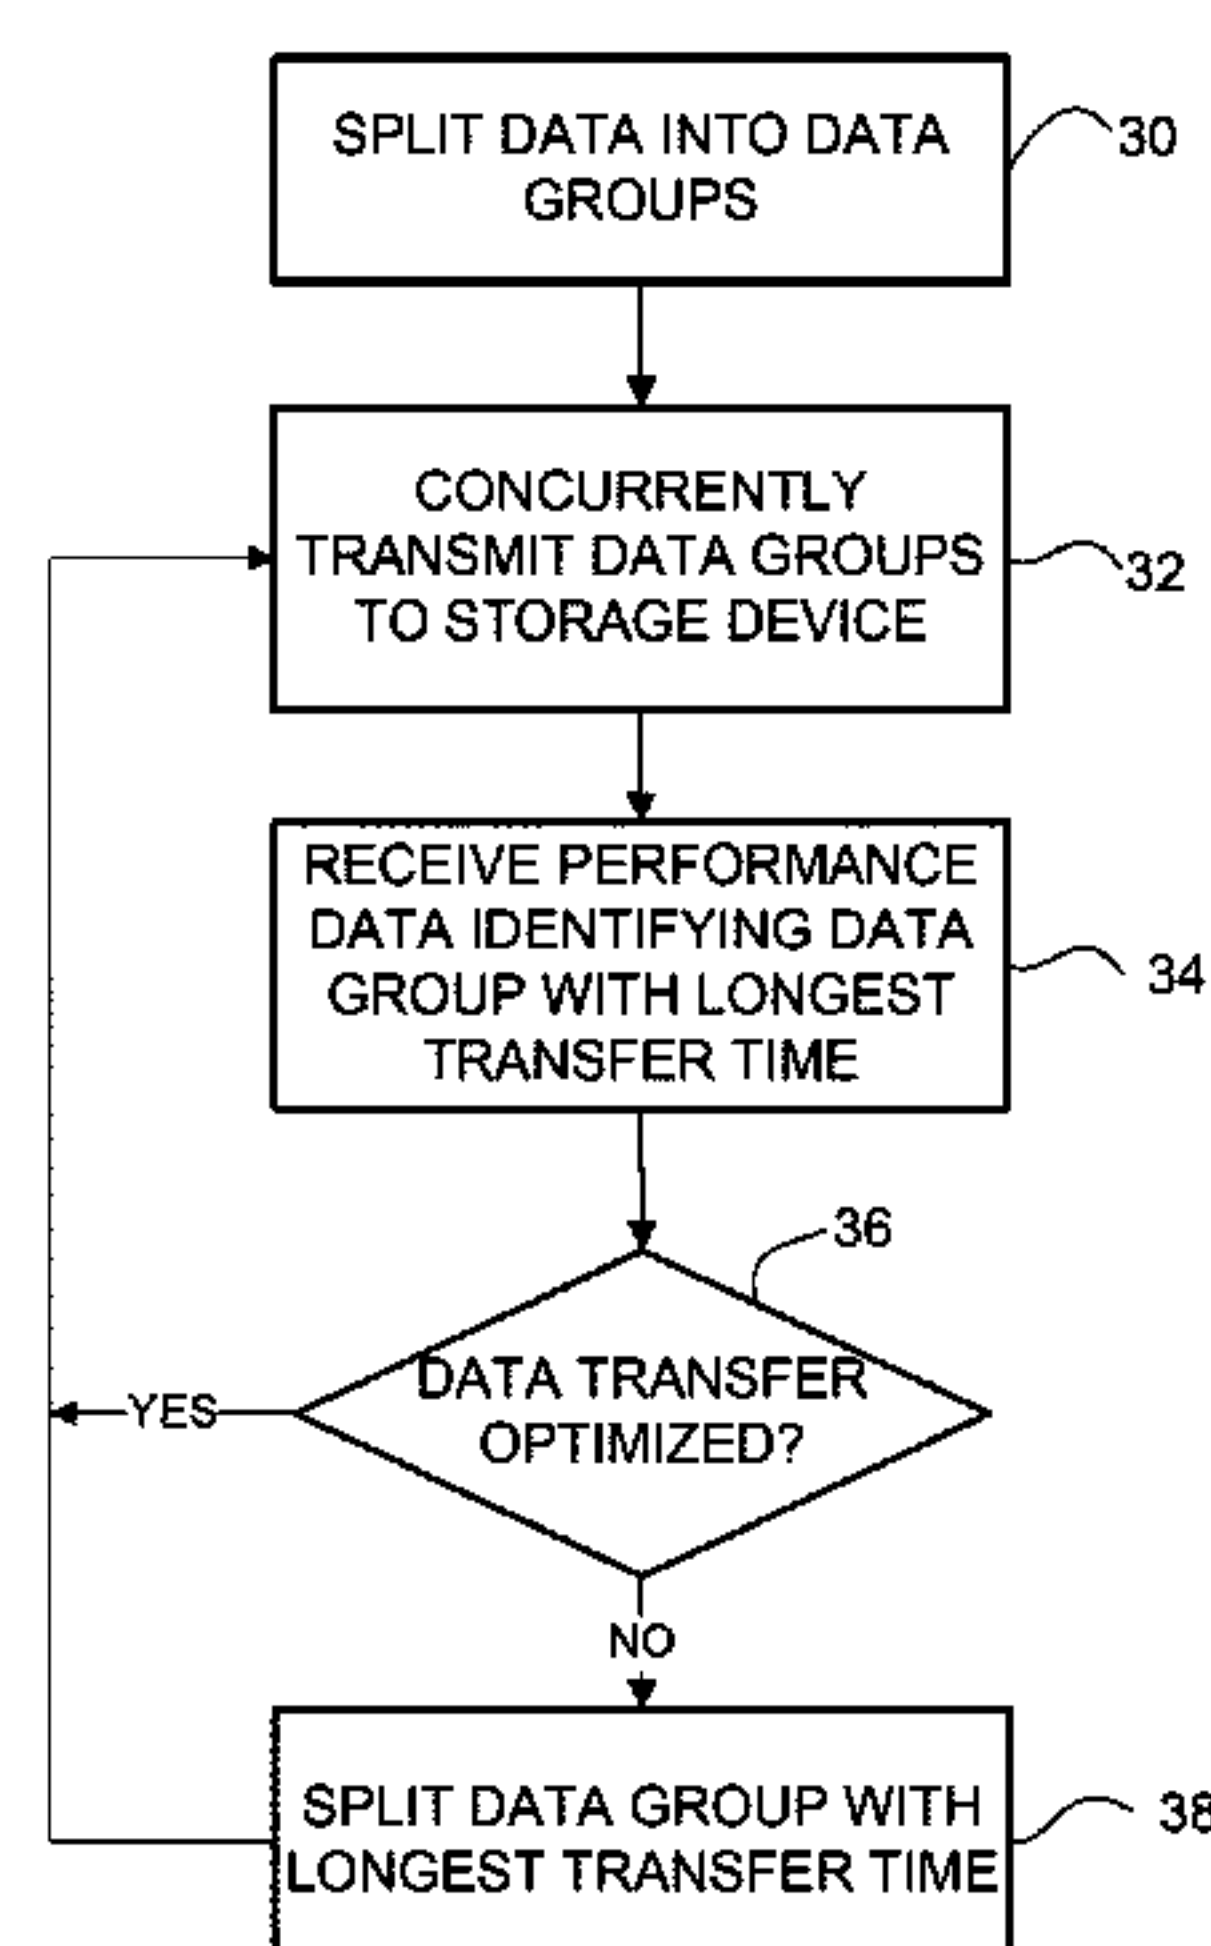 SPLIT DATA INTO DATA
GROUPS
30
CONCURRENTLY
TRANSMIT DATA GROUPS
TO STORAGE DEVICE
32
RECEIVE PERFORMANCE
DATA IDENTIFYING DATA
GROUP WITH LONGEST
TRANSFER TIME
34
36
DATA TRANSFER
OPTIMIZED?
YES
NO
SPLIT DATA GROUP WITH
LONGEST TRANSFER TIME
38